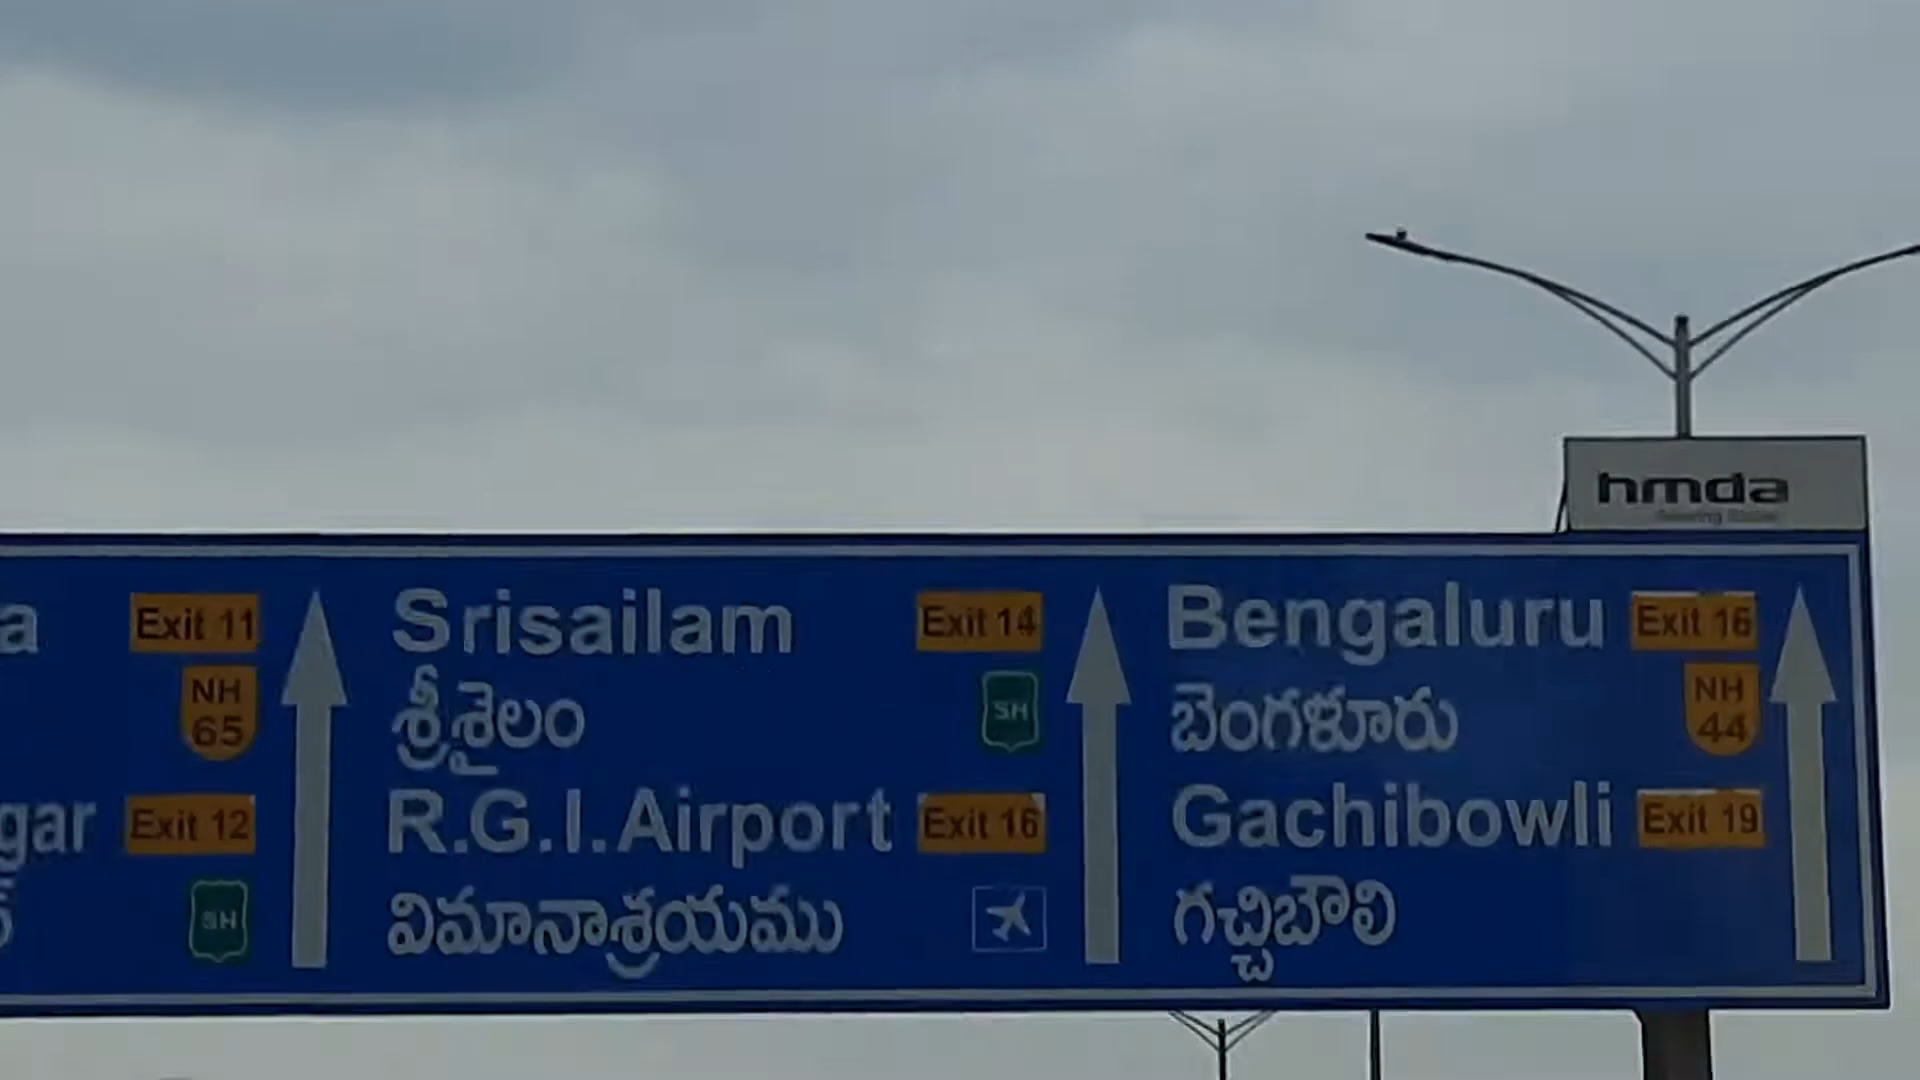 hmda
a Exit 11
NH
65
gar Exit 12
SH
Srisailam Exit 14
శ్రీశైలం SH
R.G.I.Airport Exit 16
విమానాశ్రయము
Bengaluru Exit 16
బెంగళూరు NH
44
Gachibowli Exit 19
గచ్చిబౌలి